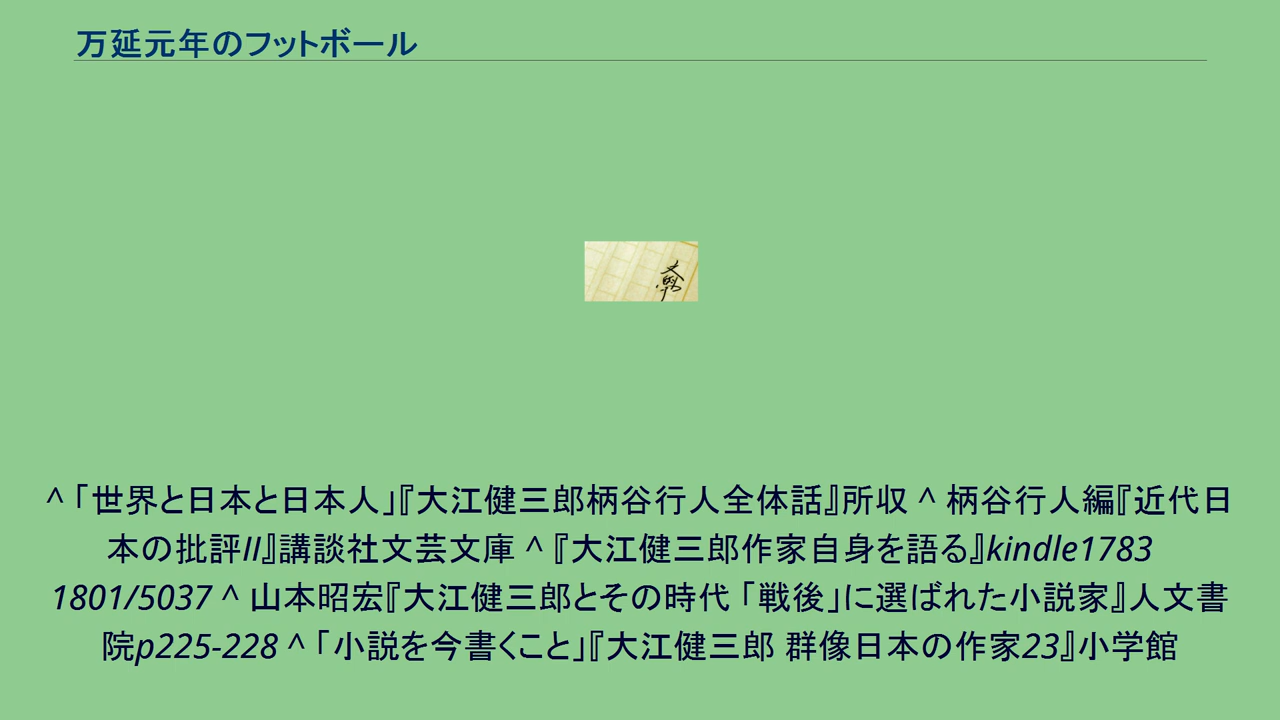 万延元年のフットボール
^ 「世界と日本と日本人」『大江健三郎柄谷行人全体話』所収 ^ 柄谷行人編『近代日
本の批評II』講談社文芸文庫 ^ 『大江健三郎作家自身を語る』kindle1783
1801/5037 ^ 山本昭宏『大江健三郎とその時代 「戦後」に選ばれた小説家』人文書
院p225-228 ^ 「小説を今書くこと」『大江健三郎 群像日本の作家23』小学館